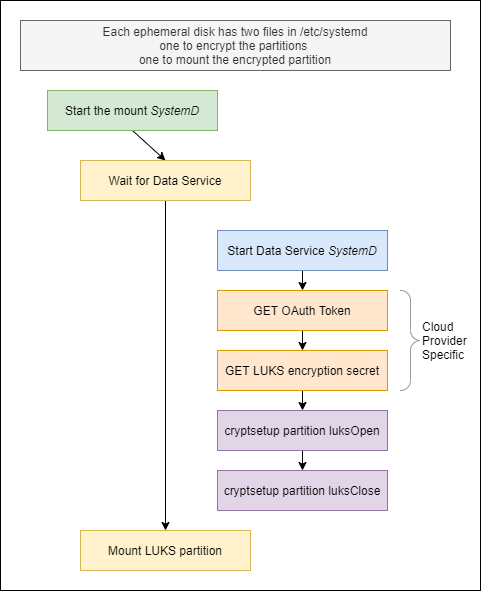 Each ephemeral disk has two files in /etc/systemd
one to encrypt the partitions
one to mount the encrypted partition
Start the mount SystemD
Wait for Data Service
Start Data Service SystemD
GET OAuth Token
GET LUKS encryption secret
Cloud
Provider
Specific
cryptsetup partition luksOpen
cryptsetup partition luksClose
Mount LUKS partition